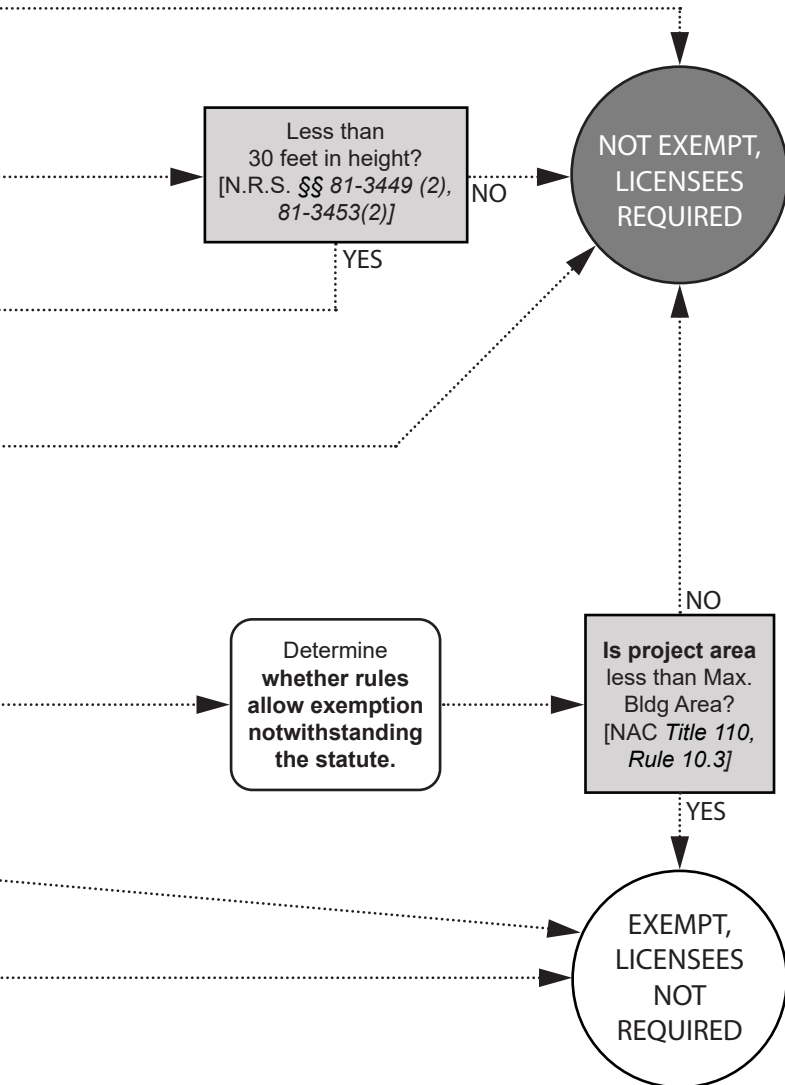 Less than
30 feet in height?
[N.R.S. §§ 81-3449 (2),
81-3453(2)]
NO
YES
NOT EXEMPT,
LICENSEES
REQUIRED
Determine
whether rules
allow exemption
notwithstanding
the statute.
NO
Is project area
less than Max.
Bldg Area?
[NAC Title 110,
Rule 10.3]
YES
EXEMPT,
LICENSEES
NOT
REQUIRED